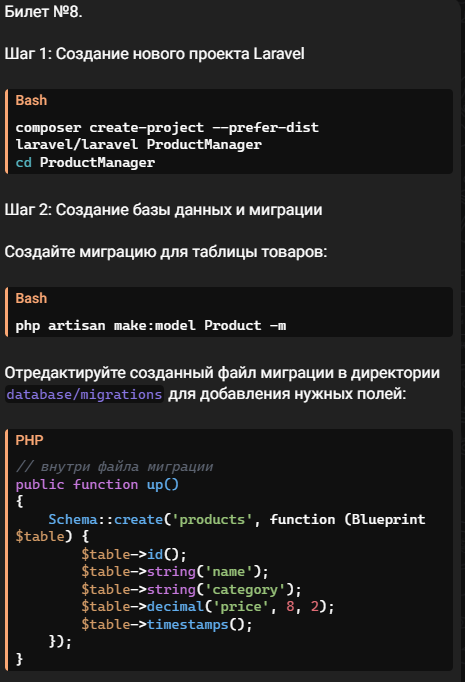 Билет №8.
Шаг 1: Создание нового проекта Laravel
Bash
composer create-project --prefer-dist
laravel/laravel ProductManager
cd ProductManager
Шаг 2: Создание базы данных и миграции
Создайте миграцию для таблицы товаров:
Bash
php artisan make:model Product -m
Отредактируйте созданный файл миграции в директории
database/migrations для добавления нужных полей:
PHP
// внутри файла миграции
public function up()
{
    Schema::create('products', function (Blueprint
$table) {
        $table->id();
        $table->string('name');
        $table->string('category');
        $table->decimal('price', 8, 2);
        $table->timestamps();
    });
}